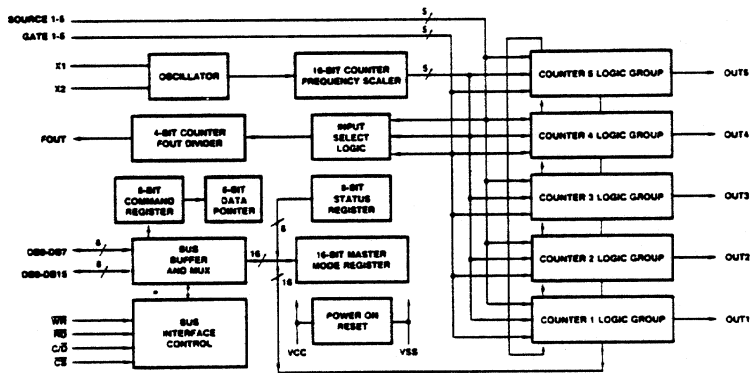 SOURCE 1-5
5
GATE 1-5
5
X1
X2
OSCILLATOR
16-BIT COUNTER
FREQUENCY SCALER
5
COUNTER 5 LOGIC GROUP
OUT5
FOUT
4-BIT COUNTER
FOUT DIVIDER
INPUT
SELECT
LOGIC
COUNTER 4 LOGIC GROUP
OUT4
8-BIT
COMMAND
REGISTER
6-BIT
DATA
POINTER
8-BIT
STATUS
REGISTER
COUNTER 3 LOGIC GROUP
OUT3
8
DB0-DB7
8
DB8-DB15
8
BUS
BUFFER
AND MUX
16
16-BIT MASTER
MODE REGISTER
16
COUNTER 2 LOGIC GROUP
OUT2
WR
RD
C/D
CS
BUS
INTERFACE
CONTROL
POWER ON
RESET
VCC
VSS
COUNTER 1 LOGIC GROUP
OUT1